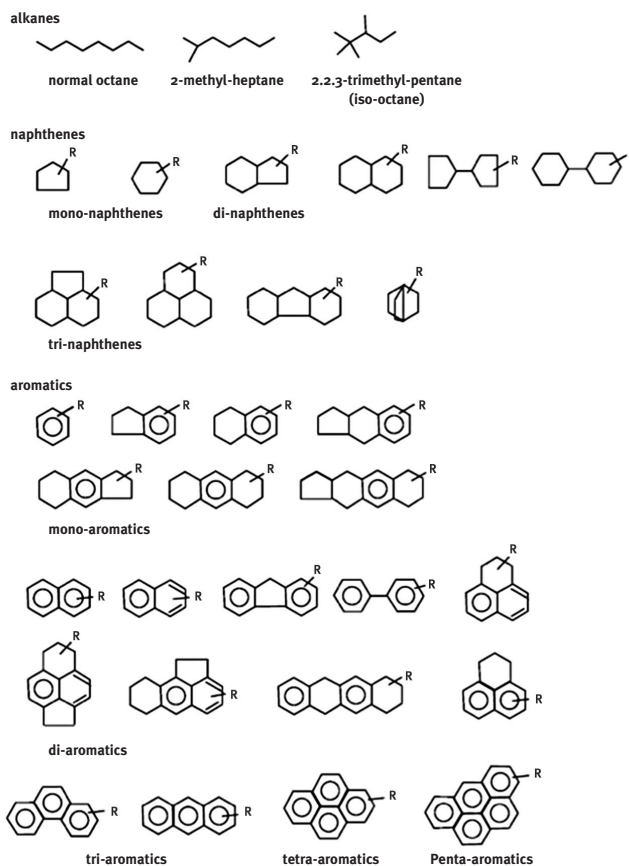 alkanes
normal octane 2-methyl-heptane 2.2.3-trimethyl-pentane
(iso-octane)
naphthenes
R R R R R
mono-naphthenes di-naphthenes
R R R R
tri-naphthenes
aromatics
R R R R
R R R
mono-aromatics
R R R R R
R R R R
di-aromatics
R R R R
tri-aromatics tetra-aromatics Penta-aromatics